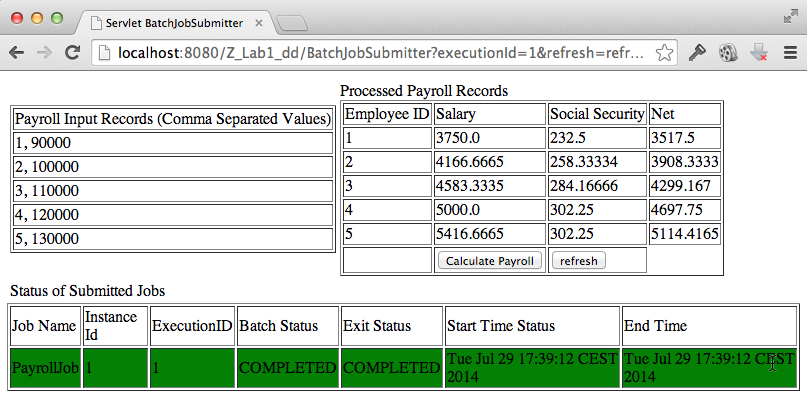 Servlet BatchJobSubmitter
localhost:8080/Z_Lab1_dd/BatchJobSubmitter?executionId=1&refresh=refr...
Payroll Input Records (Comma Separated Values)
1, 90000
2, 100000
3, 110000
4, 120000
5, 130000
Processed Payroll Records
Employee ID Salary Social Security Net
1 3750.0 232.5 3517.5
2 4166.6665 258.33334 3908.3333
3 4583.3335 284.16666 4299.167
4 5000.0 302.25 4697.75
5 5416.6665 302.25 5114.4165
Calculate Payroll refresh
Status of Submitted Jobs
Job Name Instance Id ExecutionID Batch Status Exit Status Start Time Status End Time
PayrollJob 1 1 COMPLETED COMPLETED Tue Jul 29 17:39:12 CEST 2014 Tue Jul 29 17:39:12 CEST 2014